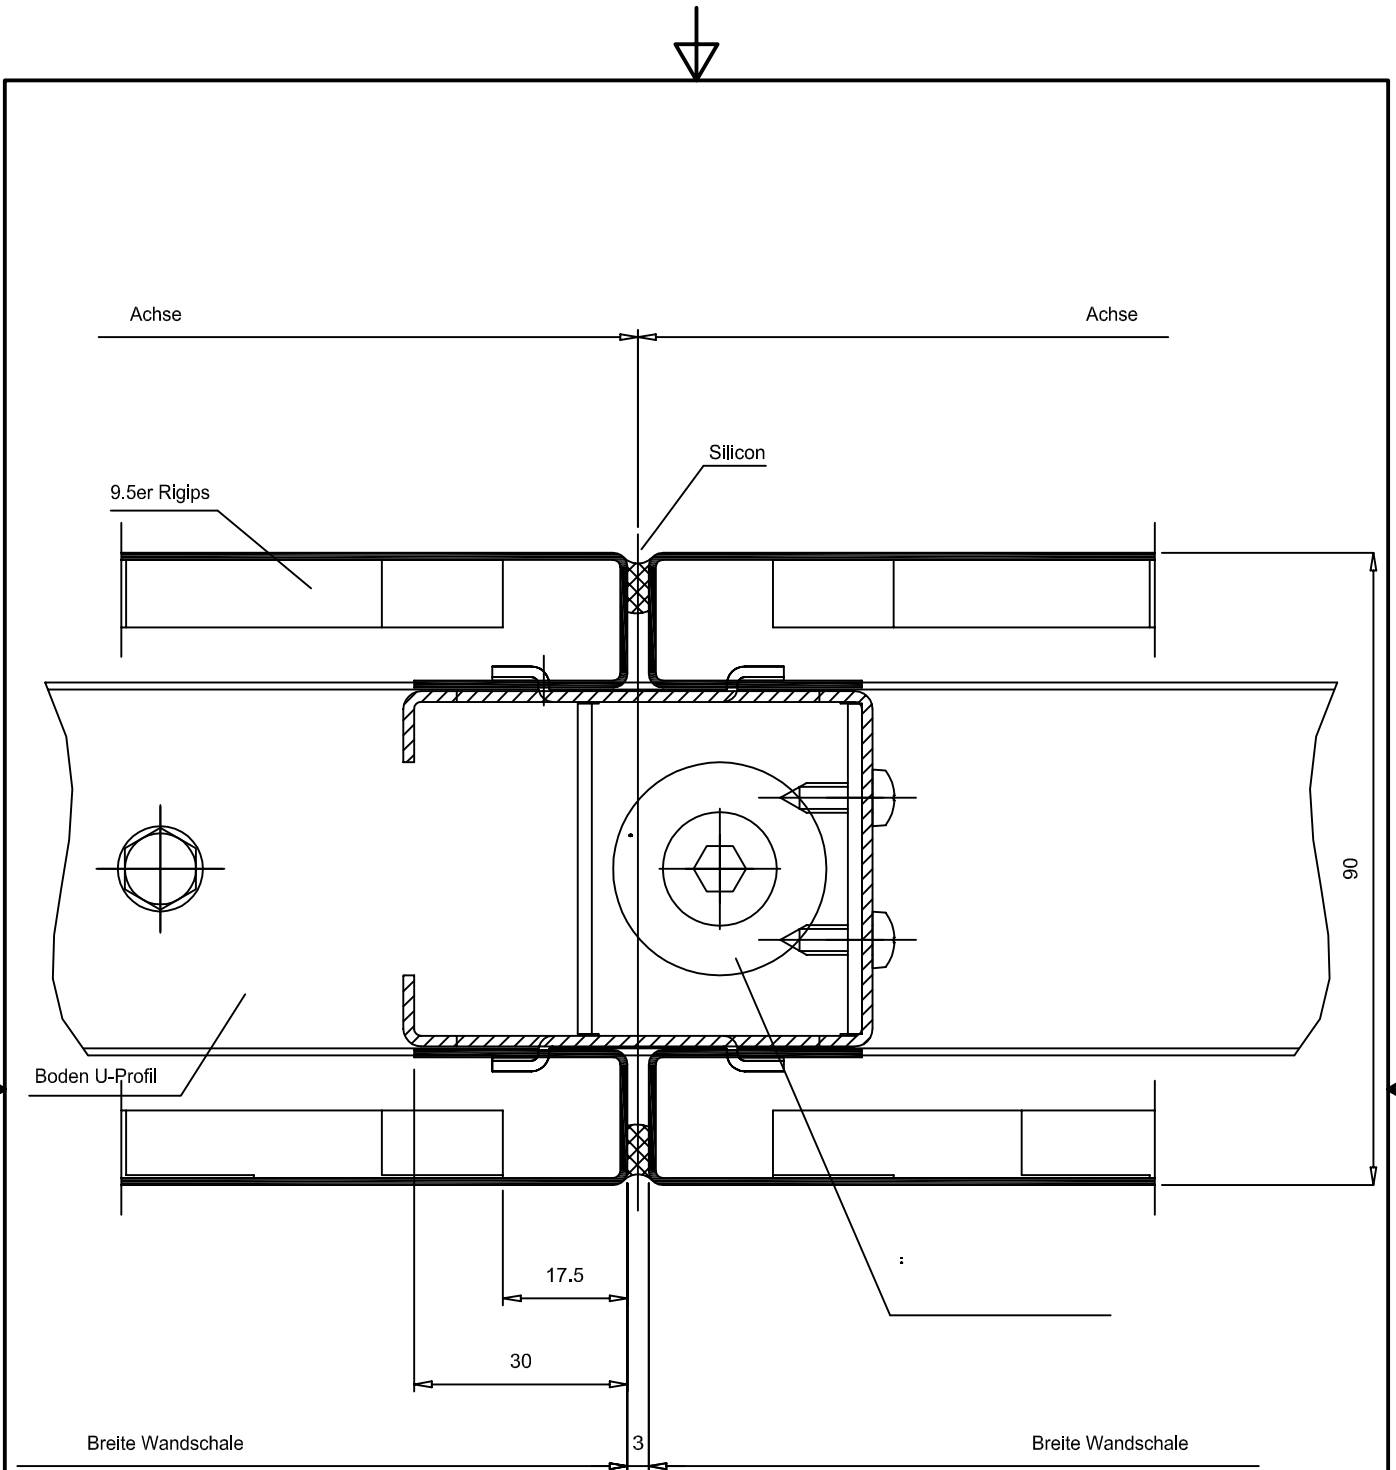 Achse
Achse
Silicon
9.5er Rigips
90
Boden U-Profil
:
17.5
30
Breite Wandschale
3
Breite Wandschale